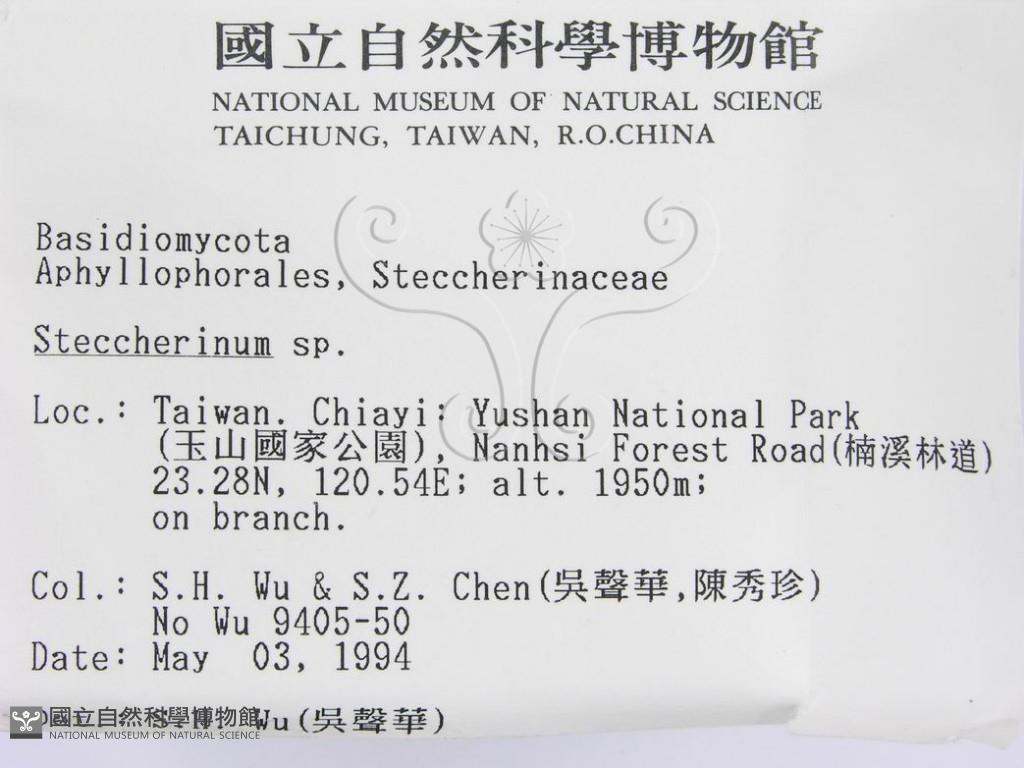 國立自然科學博物館
NATIONAL MUSEUM OF NATURAL SCIENCE
TAICHUNG, TAIWAN, R.O.CHINA
Basidiomycota
Aphyllophorales, Steccherinaceae
Steccherinum sp.
Loc.: Taiwan. Chiayi: Yushan National Park
(玉山國家公園), Nanhsi Forest Road(楠溪林道)
23.28N, 120.54E; alt. 1950m;
on branch.
Col.: S.H. Wu & S.Z. Chen(吳聲華,陳秀珍)
No Wu 9405-50
Date: May 03, 1994
S.H. Wu(吳聲華)
國立自然科學博物館
NATIONAL MUSEUM OF NATURAL SCIENCE